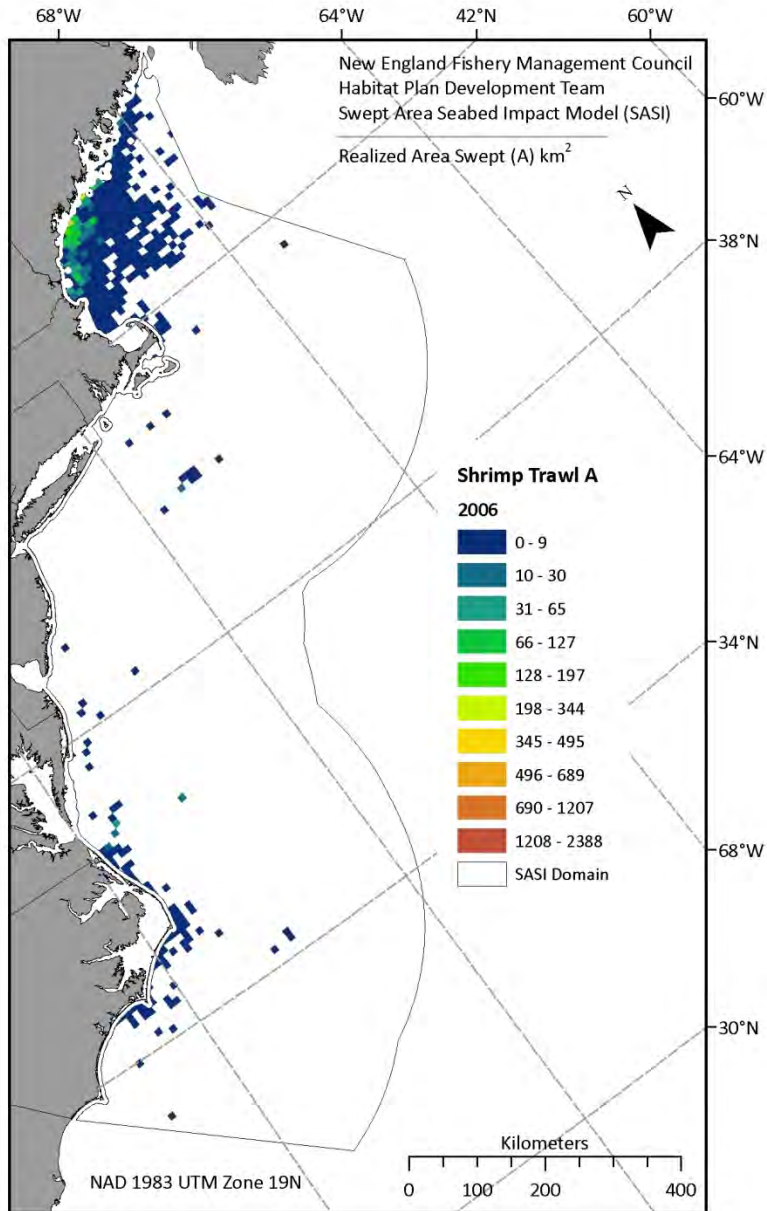 68°W 64°W 42°N 60°W
New England Fishery Management Council
Habitat Plan Development Team
Swept Area Seabed Impact Model (SASI)
Realized Area Swept (A) km²
N
60°W
38°N
64°W
34°N
68°W
30°N
Shrimp Trawl A
2006
0 - 9
10 - 30
31 - 65
66 - 127
128 - 197
198 - 344
345 - 495
496 - 689
690 - 1207
1208 - 2388
SASI Domain
Kilometers
0 100 200 400
NAD 1983 UTM Zone 19N